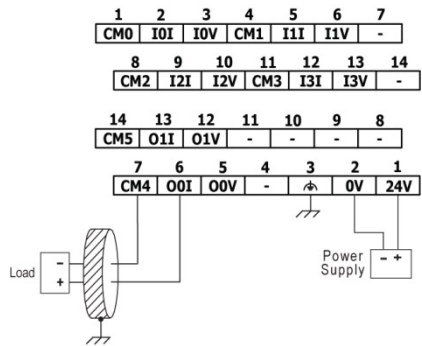 1 2 3 4 5 6 7
CM0 I0I I0V CM1 I1I I1V -
8 9 10 11 12 13 14
CM2 I2I I2V CM3 I3I I3V -
14 13 12 11 10 9 8
CM5 O1I O1V - - - -
7 6 5 4 3 2 1
CM4 O0I O0V - 0V 24V
Load - +
Power Supply - +